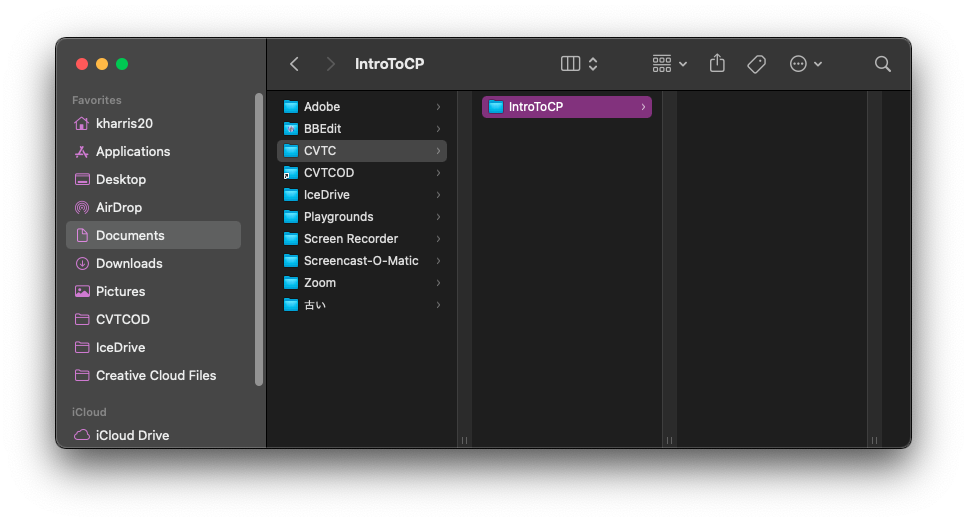 IntroToCP
Favorites
kharris20
Applications
Desktop
AirDrop
Documents
Downloads
Pictures
CVTCOD
IceDrive
Creative Cloud Files
iCloud
iCloud Drive
Adobe
BBEdit
CVTC
CVTCOD
IceDrive
Playgrounds
Screen Recorder
Screencast-O-Matic
Zoom
古い
IntroToCP